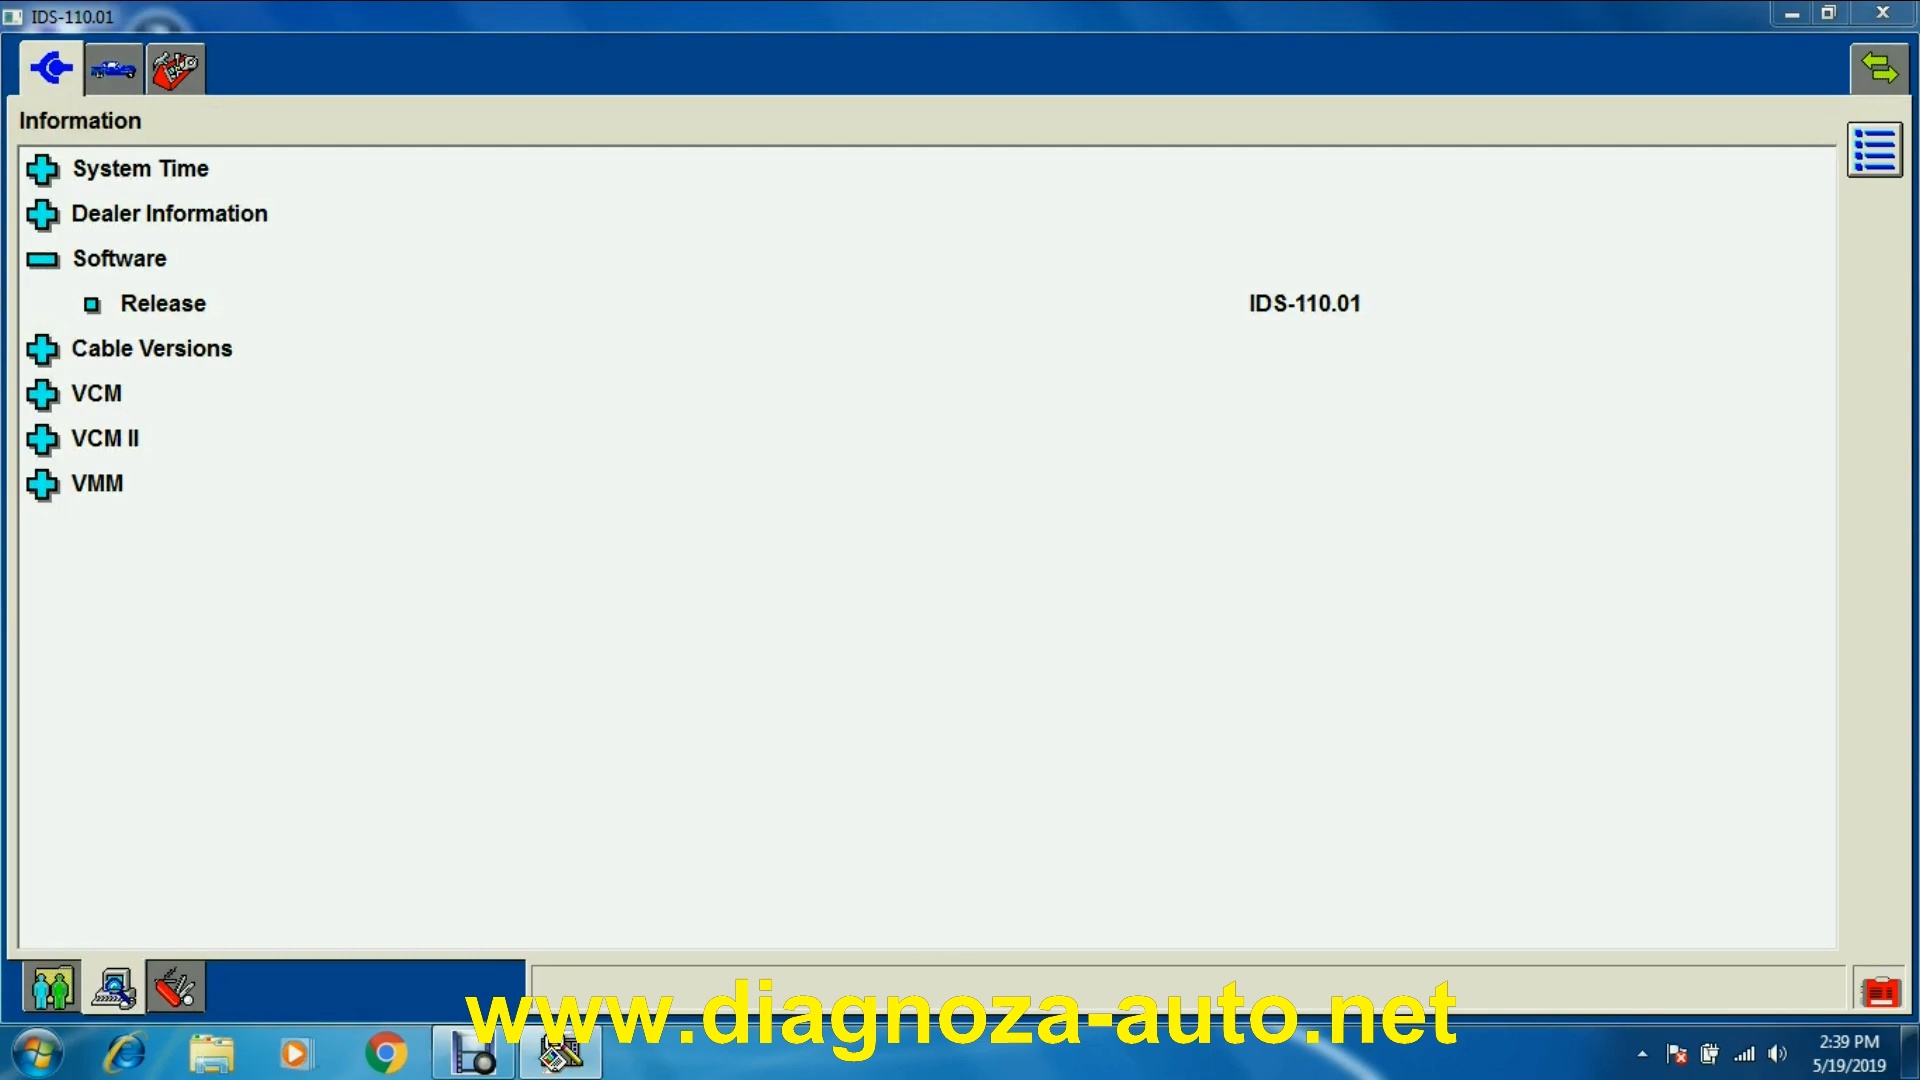 IDS-110.01
Information
System Time
Dealer Information
Software
Release IDS-110.01
Cable Versions
VCM
VCM II
VMM
www.diagnoza-auto.net
2:39 PM
5/19/2019